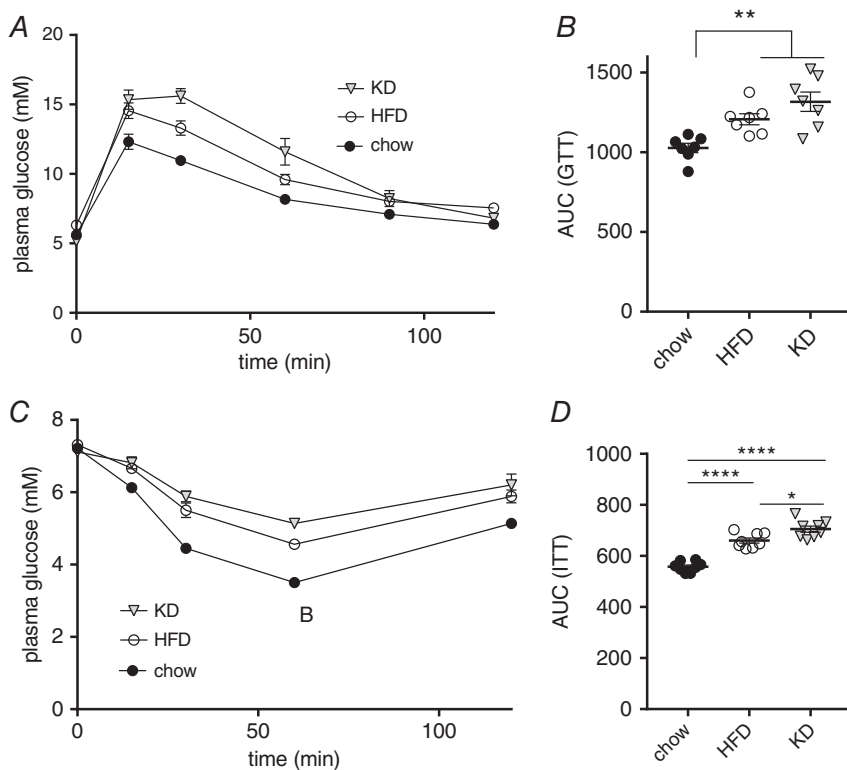 A
plasma glucose (mM)
20
15
10
5
0
KD
HFD
chow
0
50
100
time (min)
B
**
AUC (GTT)
1500
1000
500
0
chow
HFD
KD
C
plasma glucose (mM)
8
6
4
2
0
B
KD
HFD
chow
0
50
100
time (min)
D
****
****
*
AUC (ITT)
1000
800
600
400
200
0
chow
HFD
KD